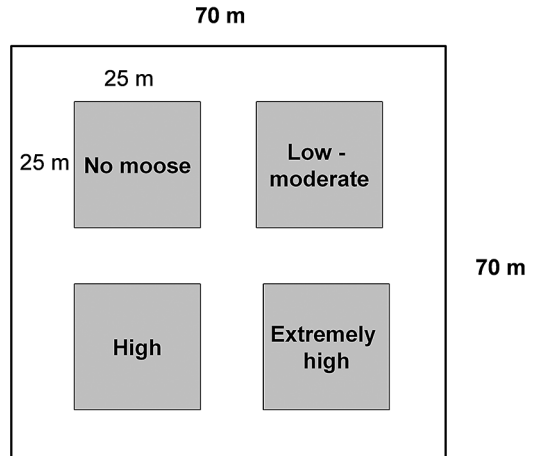 70 m
25 m
25 m
No moose
Low -
moderate
70 m
High
Extremely
high